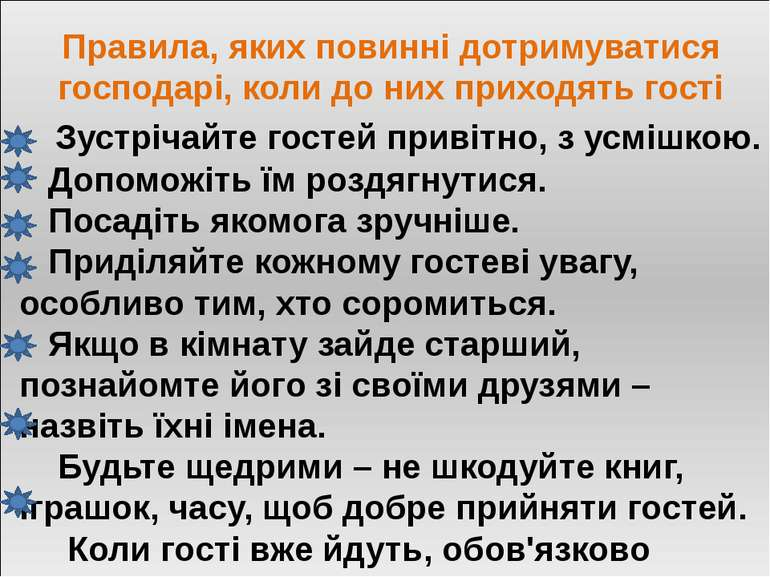 Правила, яких повинні дотримуватися
господарі, коли до них приходять гості
Зустрічайте гостей привітно, з усмішкою.
Допоможіть їм роздягнутися.
Посадіть якомога зручніше.
Приділяйте кожному гостеві увагу,
особливо тим, хто соромиться.
Якщо в кімнату зайде старший,
познайомте його зі своїми друзями –
назвіть їхні імена.
Будьте щедрими – не шкодуйте книг,
іграшок, часу, щоб добре прийняти гостей.
Коли гості вже йдуть, обов'язково